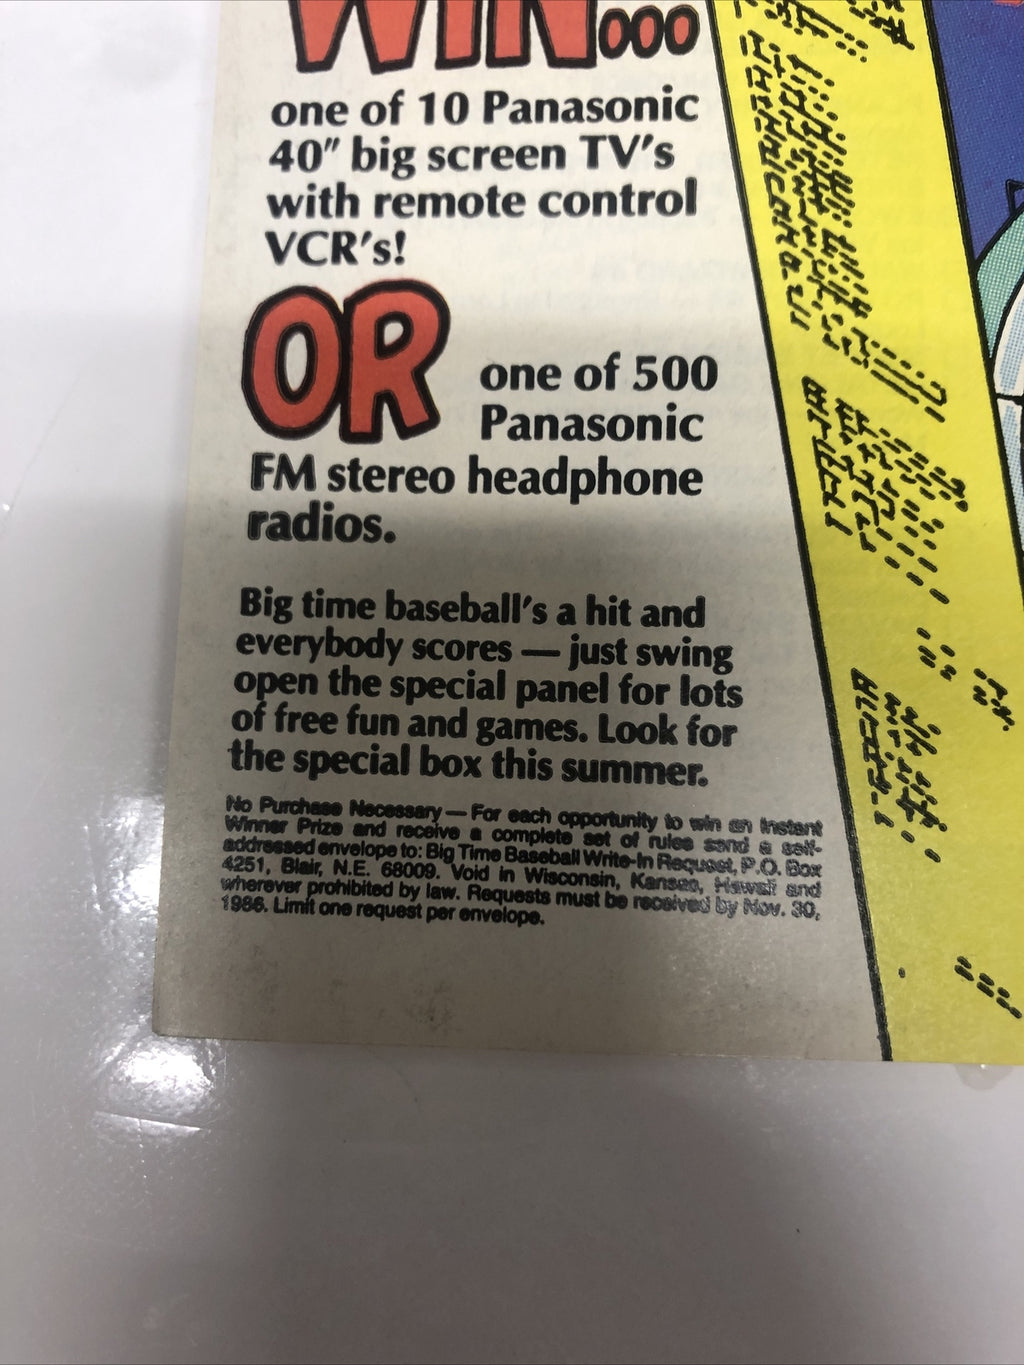 WIN...
one of 10 Panasonic
40" big screen TV's
with remote control
VCR's!
OR one of 500
Panasonic
FM stereo headphone
radios.
Big time baseball's a hit and
everybody scores — just swing
open the special panel for lots
of free fun and games. Look for
the special box this summer.
No Purchase Necessary — For each opportunity to win an Instant
Winner Prize and receive a complete set of rules send a self-
addressed envelope to: Big Time Baseball Write-In Request, P.O. Box
4251, Blair, N.E. 68009. Void in Wisconsin, Kansas, Hawaii and
wherever prohibited by law. Requests must be received by Nov. 30,
1986. Limit one request per envelope.